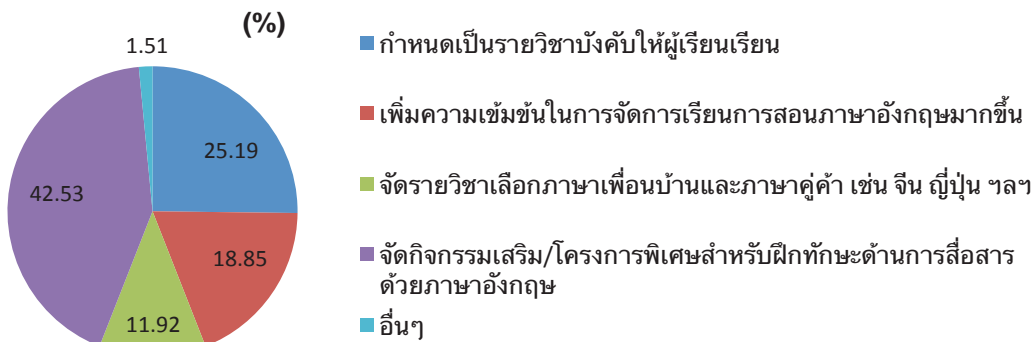 (%)
1.51
25.19
42.53
18.85
11.92
กำหนดเป็นรายวิชาบังคับให้ผู้เรียนเรียน
เพิ่มความเข้มข้นในการจัดการเรียนการสอนภาษาอังกฤษมากขึ้น
จัดรายวิชาเลือกภาษาเพื่อนบ้านและภาษาคู่ค้า เช่น จีน ญี่ปุ่น ฯลฯ
จัดกิจกรรมเสริม/โครงการพิเศษสำหรับฝึกทักษะด้านการสื่อสาร
ด้วยภาษาอังกฤษ
อื่นๆ